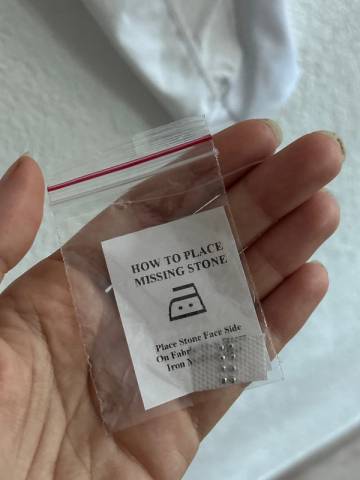 HOW TO PLACE
MISSING STONE
Place Stone Face Side
On Fabr
Iron